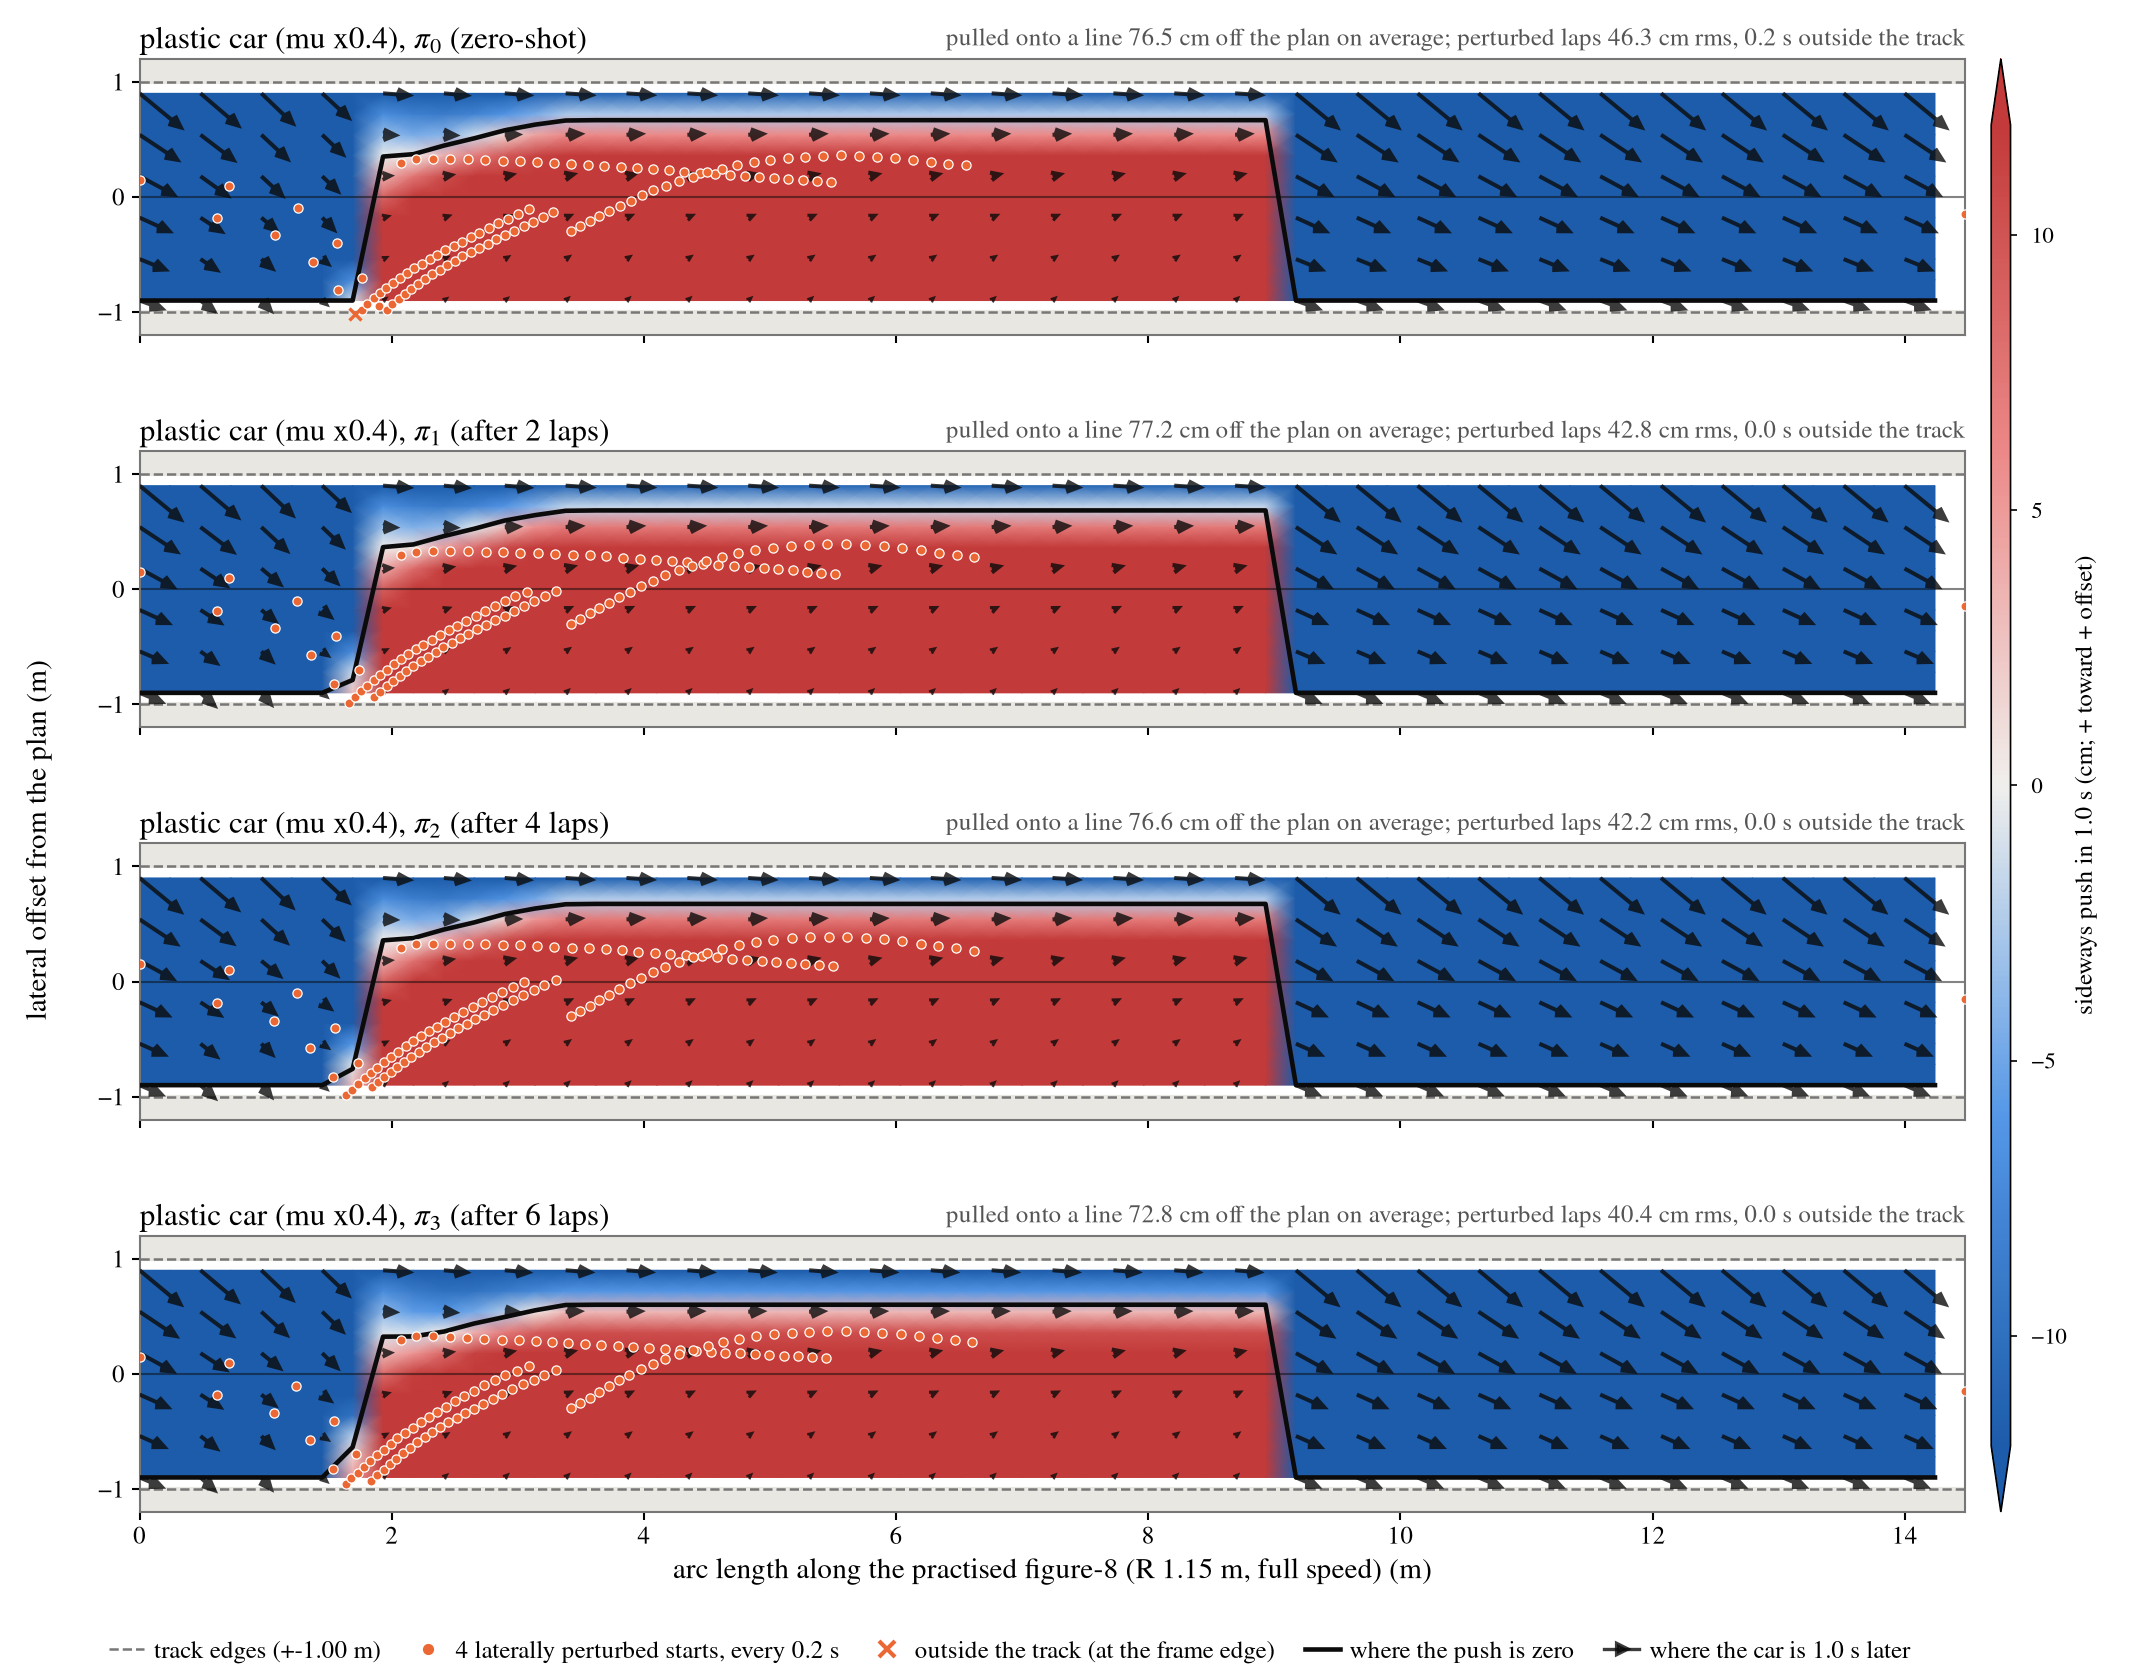 plastic car (mu x0.4), π0 (zero-shot)
pulled onto a line 76.5 cm off the plan on average; perturbed laps 46.3 cm rms, 0.2 s outside the track
1
0
−1
plastic car (mu x0.4), π1 (after 2 laps)
pulled onto a line 77.2 cm off the plan on average; perturbed laps 42.8 cm rms, 0.0 s outside the track
1
0
−1
plastic car (mu x0.4), π2 (after 4 laps)
pulled onto a line 76.6 cm off the plan on average; perturbed laps 42.2 cm rms, 0.0 s outside the track
1
0
−1
plastic car (mu x0.4), π3 (after 6 laps)
pulled onto a line 72.8 cm off the plan on average; perturbed laps 40.4 cm rms, 0.0 s outside the track
1
0
−1
0 2 4 6 8 10 12 14
arc length along the practised figure-8 (R 1.15 m, full speed) (m)
lateral offset from the plan (m)
10
5
0
−5
−10
sideways push in 1.0 s (cm; + toward + offset)
track edges (+-1.00 m)
4 laterally perturbed starts, every 0.2 s
outside the track (at the frame edge)
where the push is zero
where the car is 1.0 s later